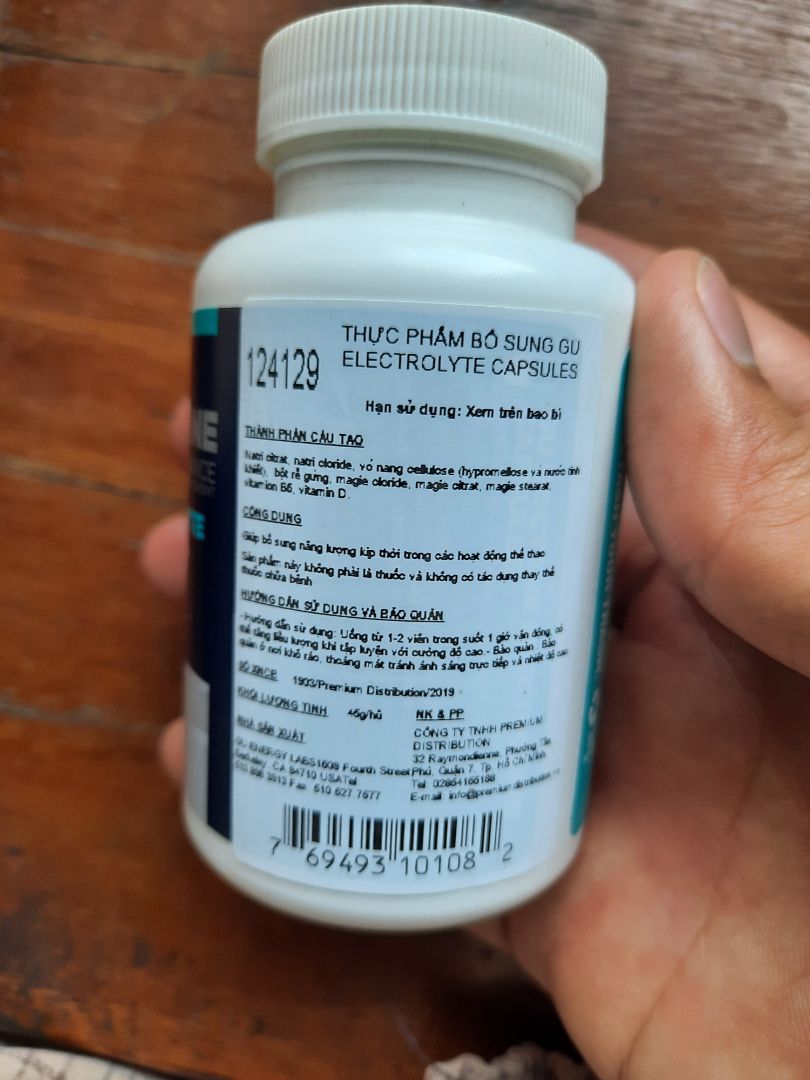 THỰC PHẨM BỔ SUNG GU
ELECTROLYTE CAPSULES
124129
Hạn sử dụng: Xem trên bao bì
THÀNH PHẦN CẤU TẠO
Natri citrat, natri cloride, vỏ nang cellulose (hypromellose và nước tinh
khiết), bột rễ gừng, magie cloride, magie citrat, magie stearat,
vitamion B6, vitamin D.
CÔNG DỤNG
Giúp bổ sung năng lượng kịp thời trong các hoạt động thể thao
Sản phẩm này không phải là thuốc và không có tác dụng thay thế
thuốc chữa bệnh
HƯỚNG DẪN SỬ DỤNG VÀ BẢO QUẢN
- Hướng dẫn sử dụng: Uống từ 1-2 viên trong suốt 1 giờ vận động, có
thể tăng liều lượng khi tập luyện với cường độ cao.- Bảo quản : Bảo
quản ở nơi khô ráo, thoáng mát tránh ánh sáng trực tiếp và nhiệt độ cao
SỐ XNCB 1903/Premium Distribution/2019
KHỐI LƯỢNG TỊNH 46g/hũ
NHÀ SẢN XUẤT
GU ENERGY LABS1609 Fourth Street
Berkeley, CA 84710 USATel
3913 Fax 510 527 7677
NK & PP
CÔNG TY TNHH PREMIUM
DISTRIBUTION
32 Raymondienne, Phường Tân
Phú, Quận 7, Tp. Hồ Chí Minh
Tel
E-mail: info@premium
7 69493 10108 2
NE
NCE
TE